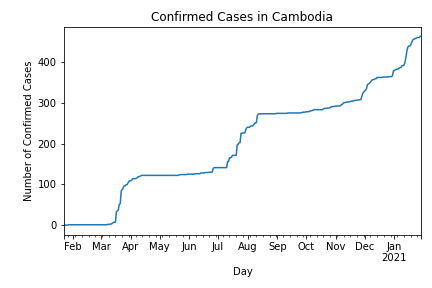 Confirmed Cases in Cambodia
Number of Confirmed Cases
400
300
200
100
0
Feb Mar Apr May Jun Jul Aug Sep Oct Nov Dec Jan
2021
Day